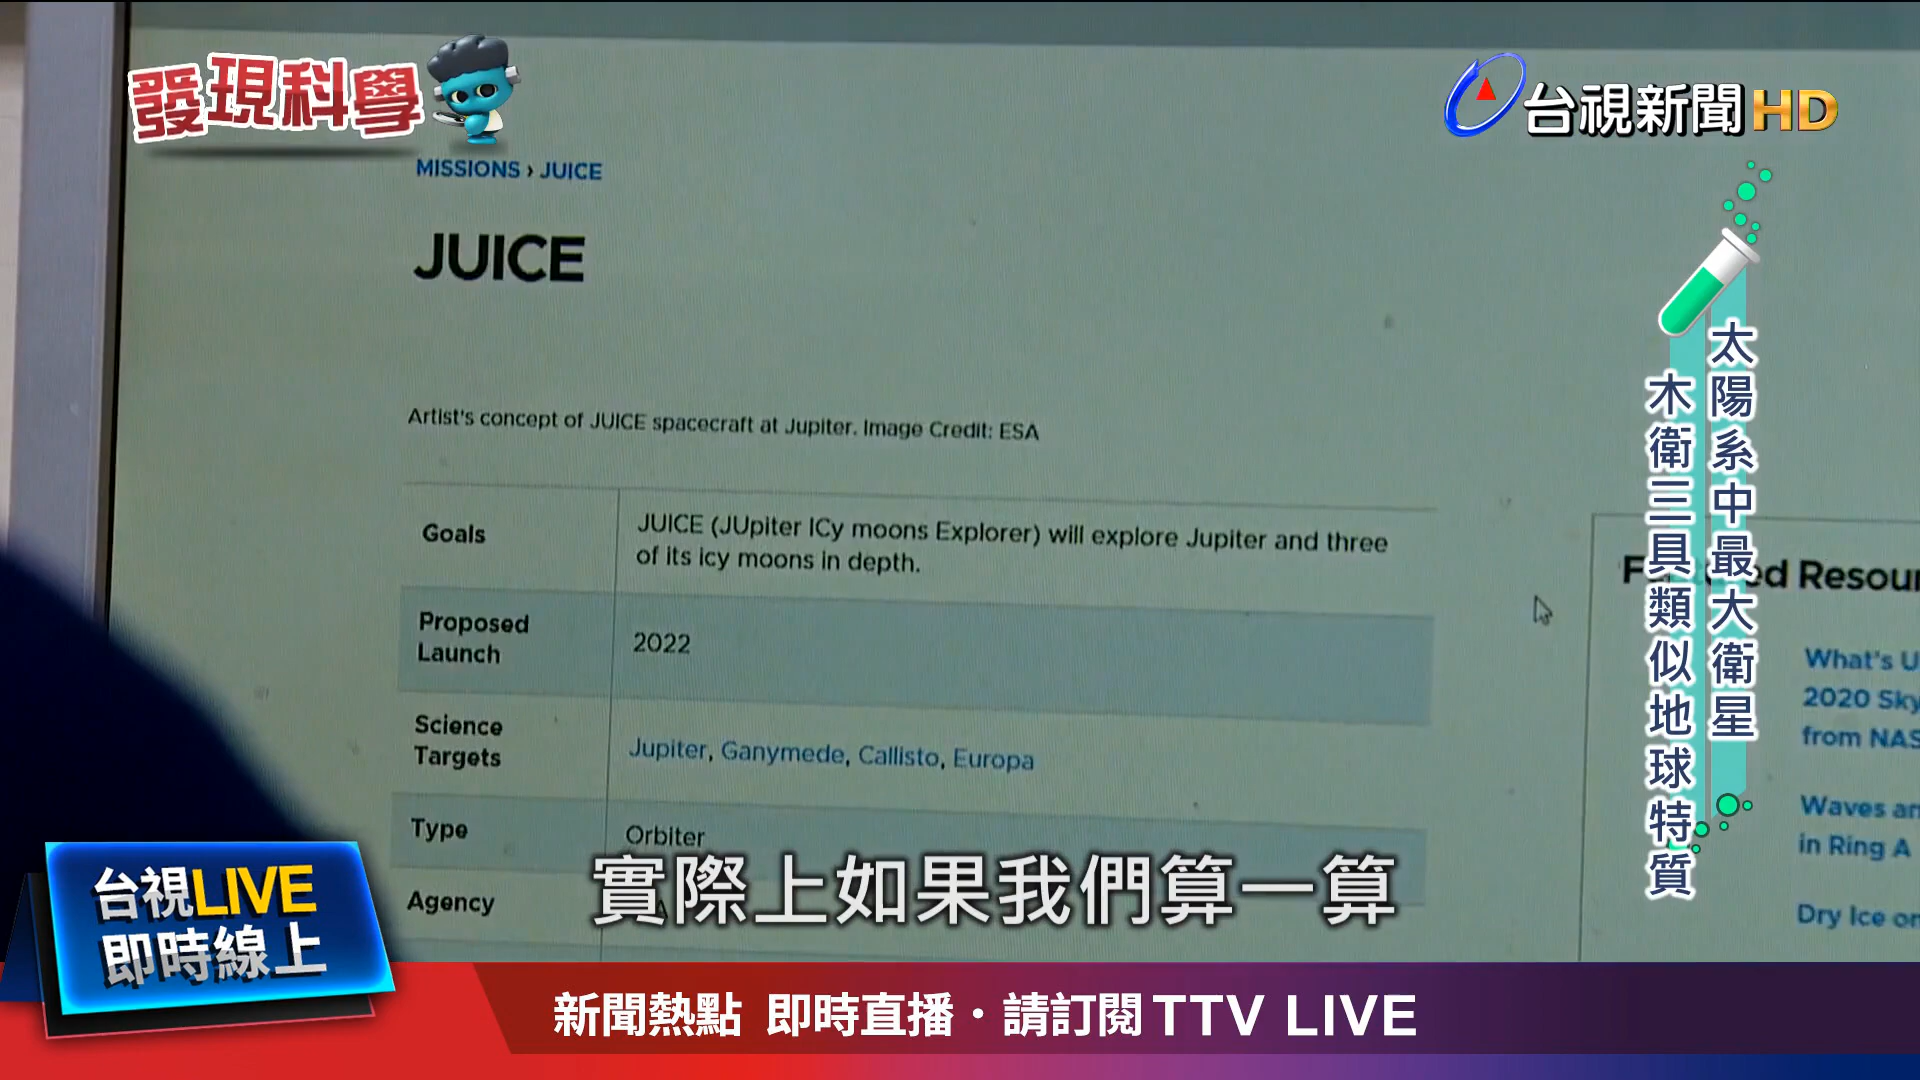 發現科學
台視新聞HD
MISSIONS › JUICE
JUICE
Artist's concept of JUICE spacecraft at Jupiter. Image Credit: ESA
Goals
JUICE (JUpiter ICy moons Explorer) will explore Jupiter and three
of its icy moons in depth.
Proposed
Launch
2022
Science
Targets
Jupiter, Ganymede, Callisto, Europa
Type
Orbiter
Agency
Resour
What's U
2020 Sky
from NAS
Waves an
in Ring A
Dry Ice on
太陽系中最大衛星
木衛三具類似地球特質
實際上如果我們算一算
台視LIVE
即時線上
新聞熱點 即時直播·請訂閱TTV LIVE